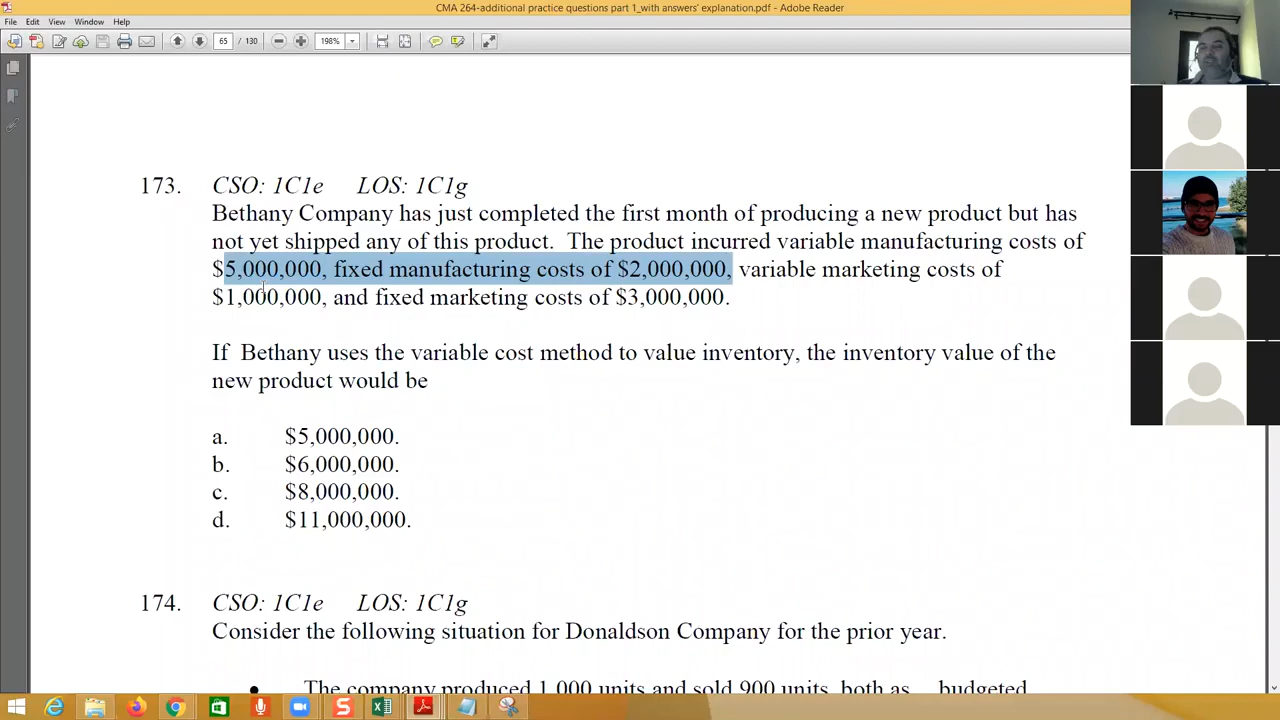 CMA 264-additional practice questions part 1_with answers' explanation.pdf - Adobe Reader
File Edit View Window Help
65 / 130 198%
173. CSO: 1C1e LOS: 1C1g
Bethany Company has just completed the first month of producing a new product but has
not yet shipped any of this product. The product incurred variable manufacturing costs of
$5,000,000, fixed manufacturing costs of $2,000,000, variable marketing costs of
$1,000,000, and fixed marketing costs of $3,000,000.
If Bethany uses the variable cost method to value inventory, the inventory value of the
new product would be
a. $5,000,000.
b. $6,000,000.
c. $8,000,000.
d. $11,000,000.
174. CSO: 1C1e LOS: 1C1g
Consider the following situation for Donaldson Company for the prior year.
• The company produced 1,000 units and sold 900 units, both as budgeted